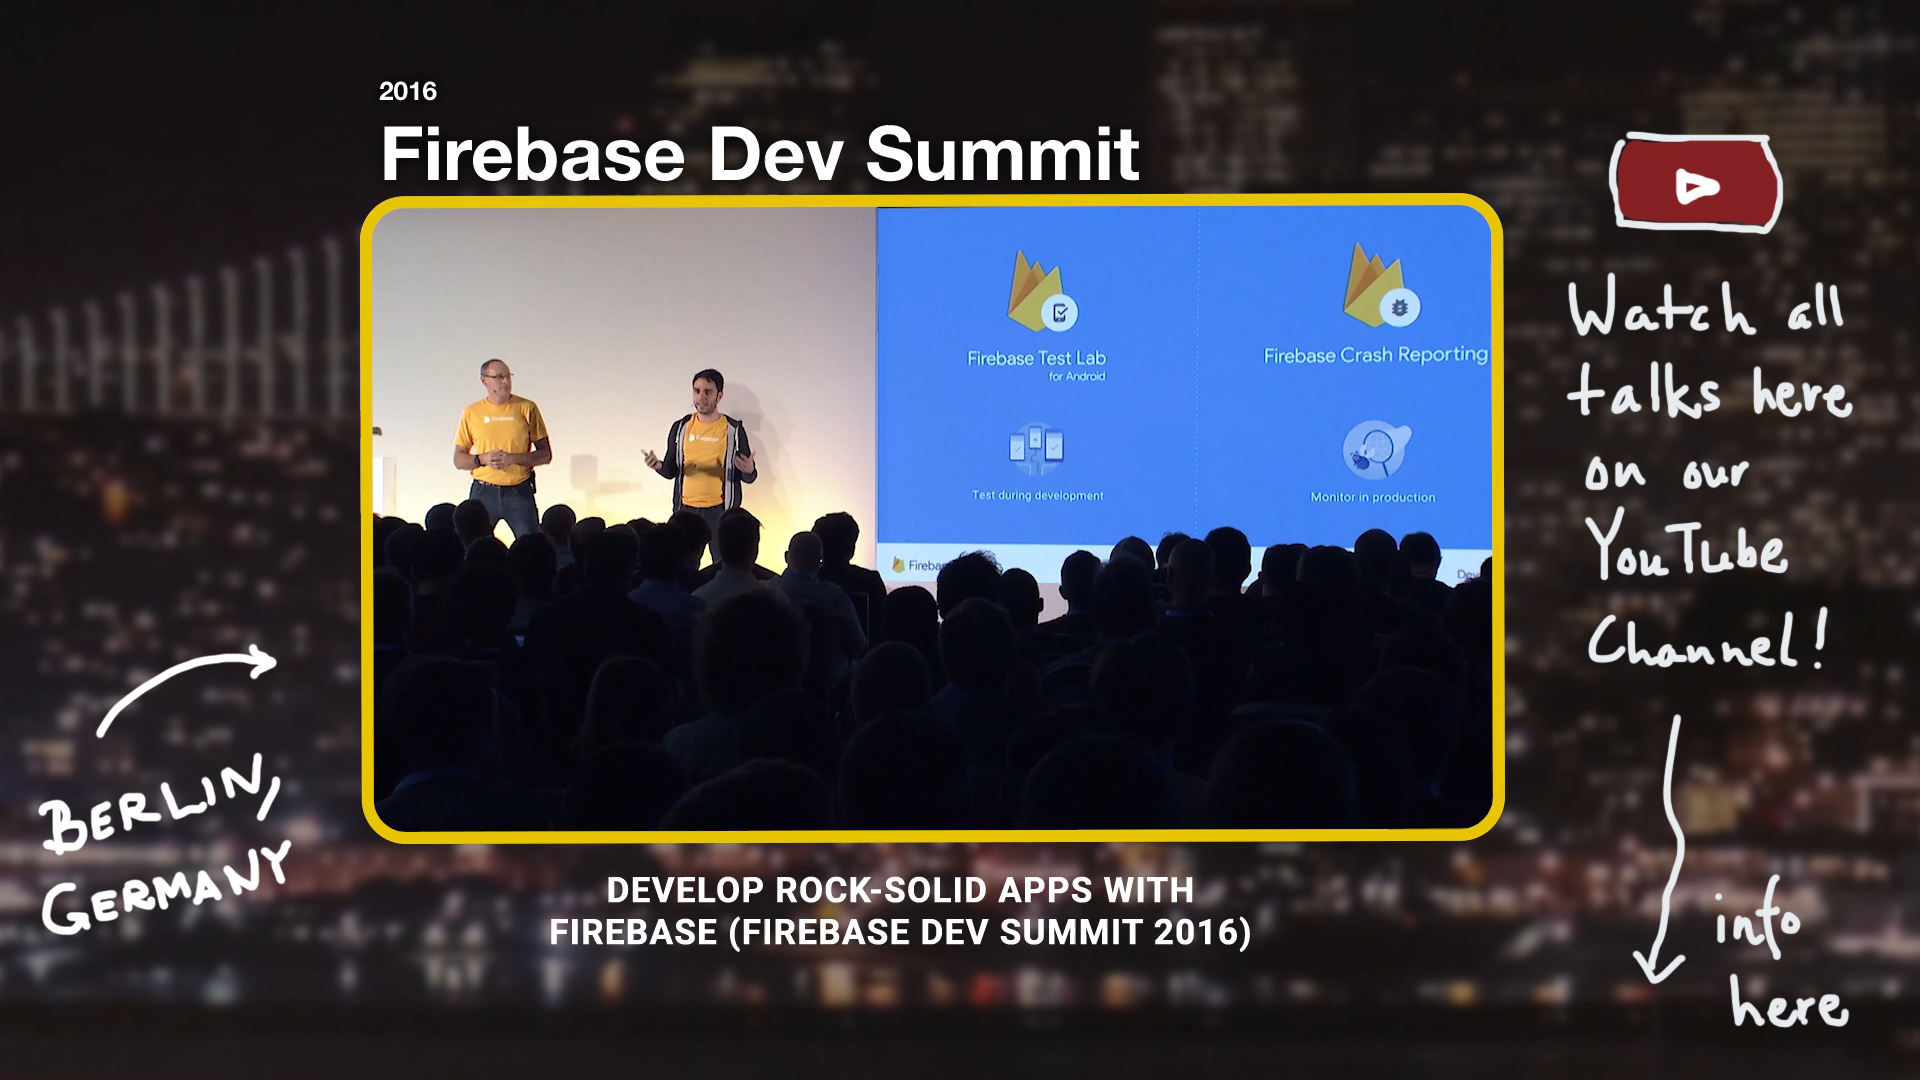 2016
Firebase Dev Summit
Firebase
Firebase
Firebase Test Lab
for Android
Test during development
Firebase Crash Reporting
Monitor in production
BERLIN,
GERMANY
DEVELOP ROCK-SOLID APPS WITH
FIREBASE (FIREBASE DEV SUMMIT 2016)
Watch all
talks here
on our
YouTube
Channel!
info
here